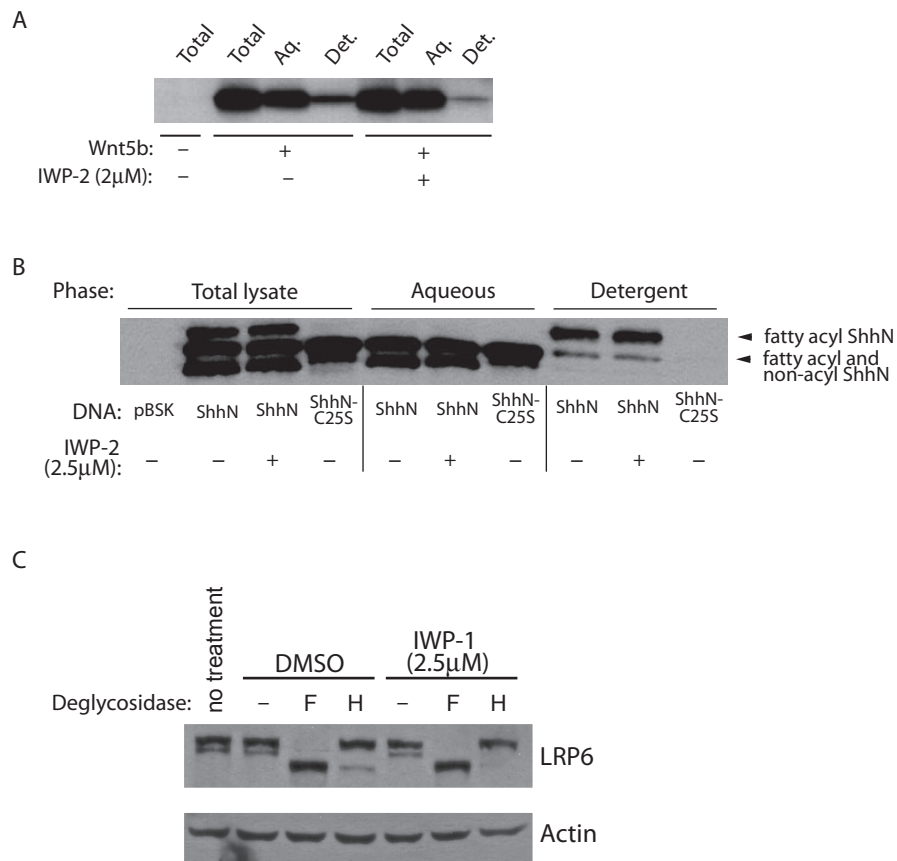 A
Total Total Aq. Det. Total Aq. Det.
Wnt5b: – + +
IWP-2 (2μM): – – +
B
Phase: Total lysate Aqueous Detergent
fatty acyl ShhN
fatty acyl and
non-acyl ShhN
DNA: pBSK ShhN ShhN ShhN-C25S ShhN ShhN ShhN-C25S ShhN ShhN ShhN-C25S
IWP-2
(2.5μM): – – + – – + – – + –
C
no treatment
DMSO
IWP-1
(2.5μM)
Deglycosidase: – F H – F H
LRP6
Actin